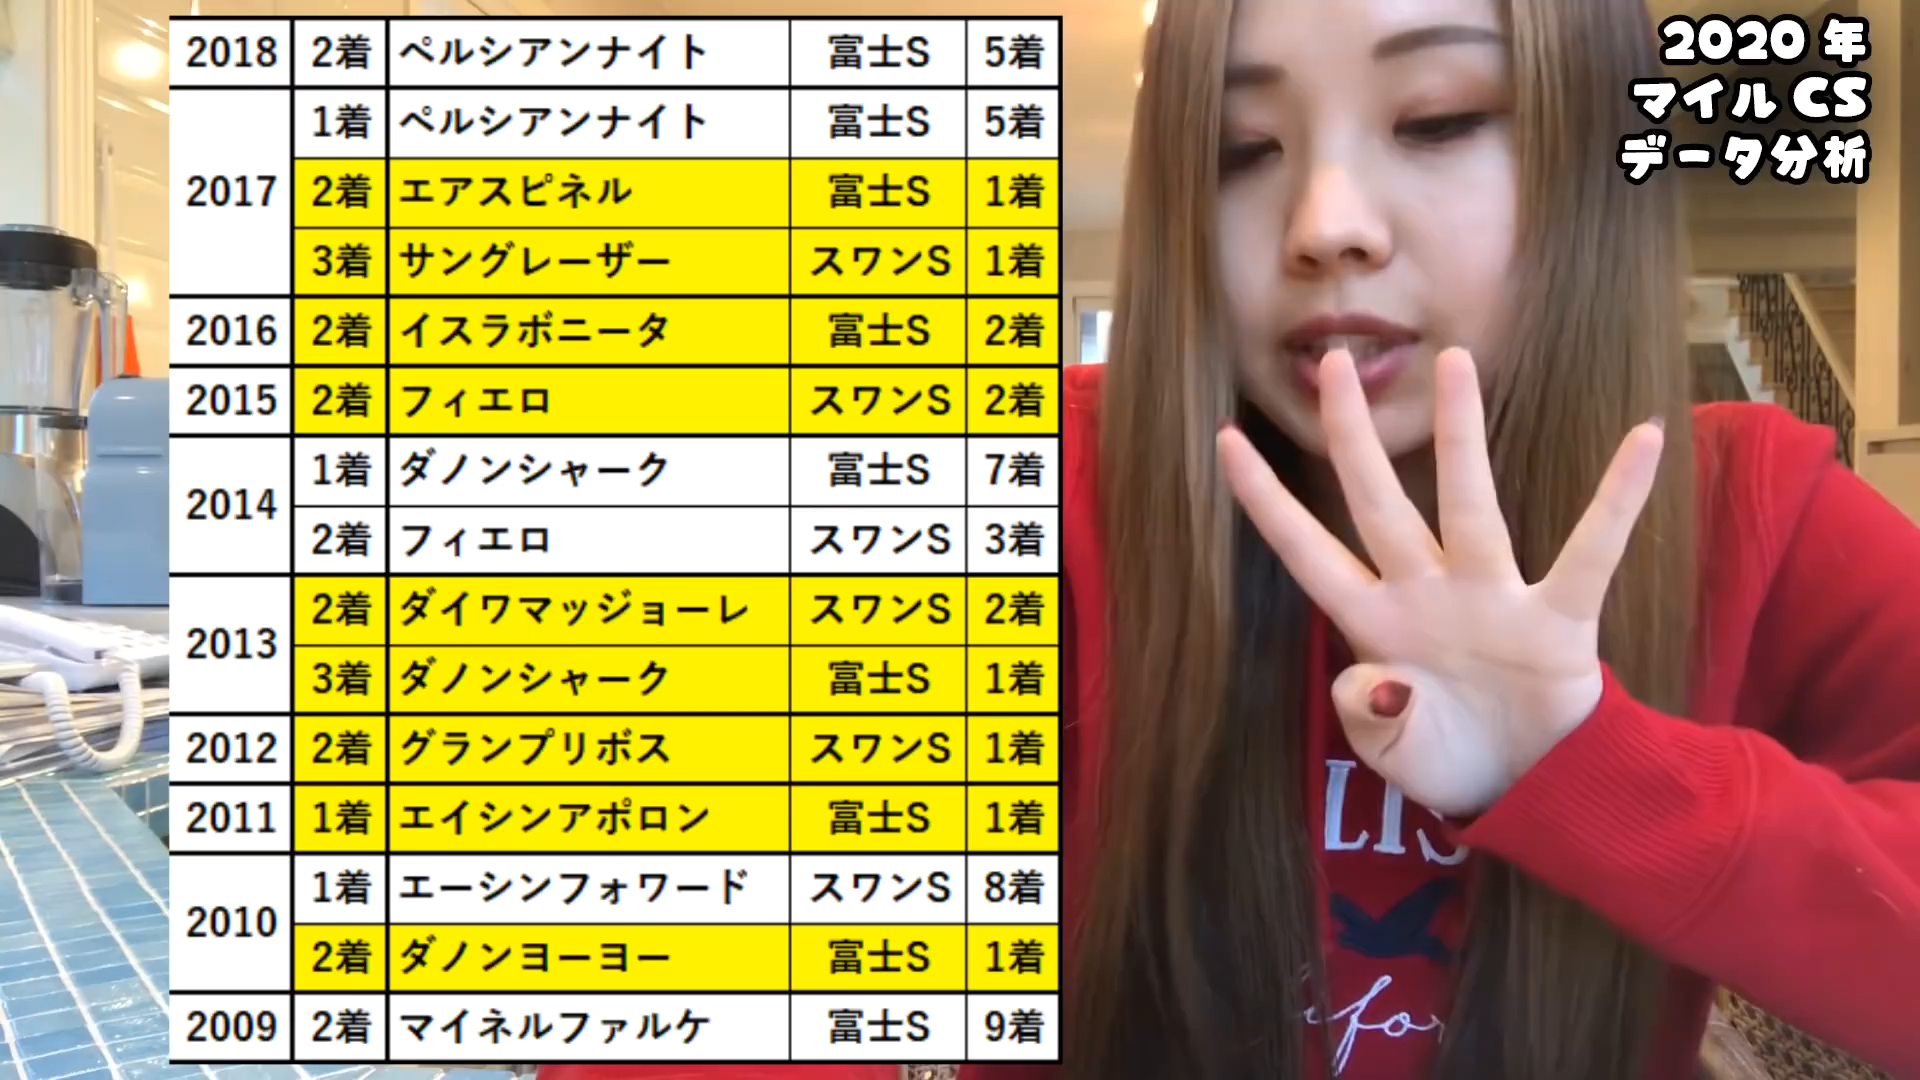 2018 2着 ペルシアンナイト 富士S 5着
2017 1着 ペルシアンナイト 富士S 5着
2着 エアスピネル 富士S 1着
3着 サングレーザー スワンS 1着
2016 2着 イスラボニータ 富士S 2着
2015 2着 フィエロ スワンS 2着
2014 1着 ダノンシャーク 富士S 7着
2着 フィエロ スワンS 3着
2013 2着 ダイワマッジョーレ スワンS 2着
3着 ダノンシャーク 富士S 1着
2012 2着 グランプリボス スワンS 1着
2011 1着 エイシンアポロン 富士S 1着
2010 1着 エーシンフォワード スワンS 8着
2着 ダノンヨーヨー 富士S 1着
2009 2着 マイネルファルケ 富士S 9着
2020年
マイルCS
データ分析